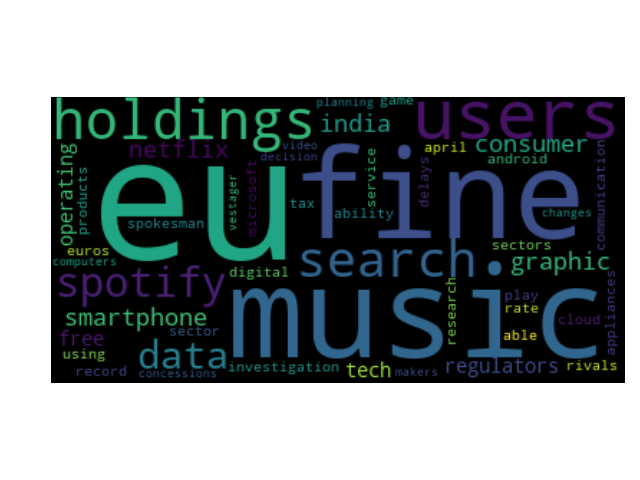 holdings
planning
game
users
india
netflix
video
decision
april
consumer
android
operating
products
eu
fine
vestager
microsoft
service
delays
communication
tax
ability
spokesman
changes
euros
computers
search
sectors
graphic
spotify
digital
music
smartphone
research
play
rate
cloud
appliances
free
sector
able
using
data
record
concessions
investigation
tech
makers
regulators
rivals